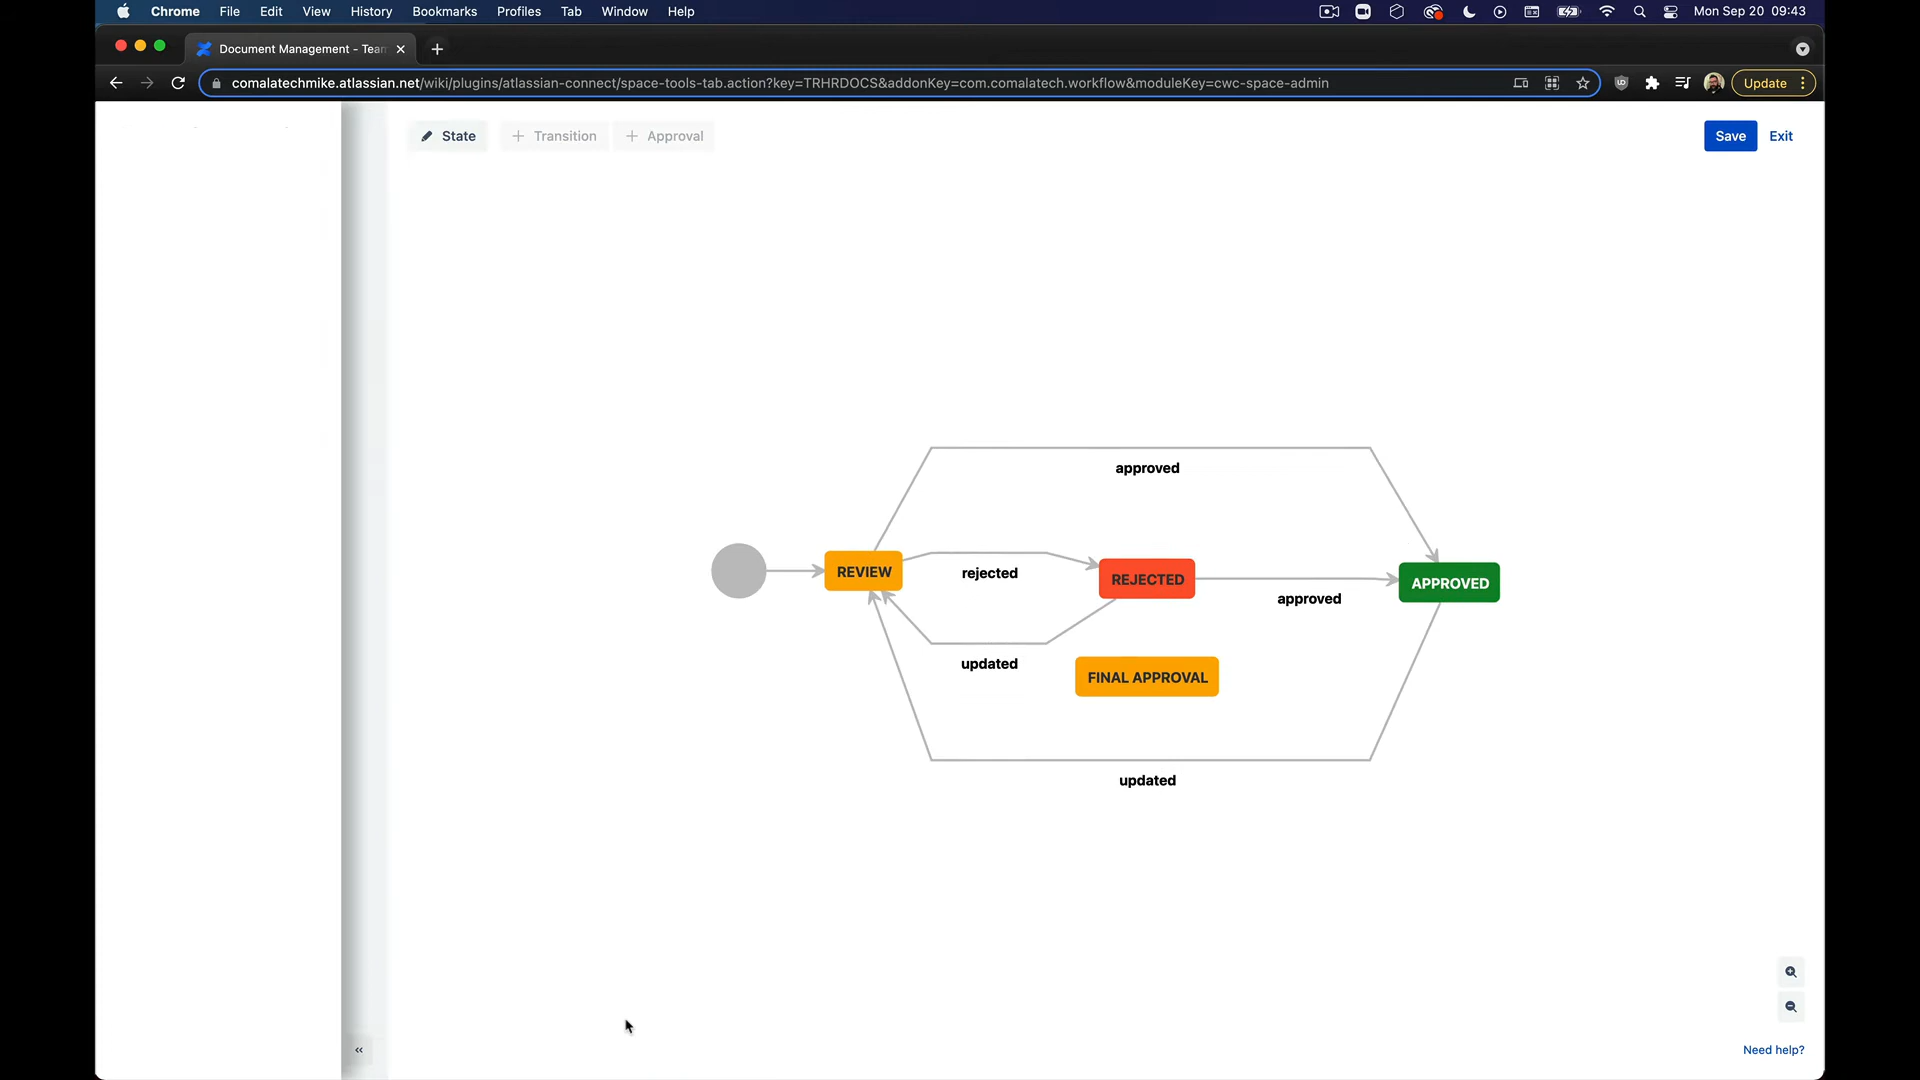 Chrome File Edit View History Bookmarks Profiles Tab Window Help Mon Sep 20 09:43
Document Management - Tear
comalatechmike.atlassian.net/wiki/plugins/atlassian-connect/space-tools-tab.action?key=TRHRDOCS&addonKey=com.comalatech.workflow&moduleKey=cwc-space-admin Update
State Transition Approval Save Exit
approved
REVIEW
rejected
REJECTED
APPROVED
approved
updated
FINAL APPROVAL
updated
Need help?